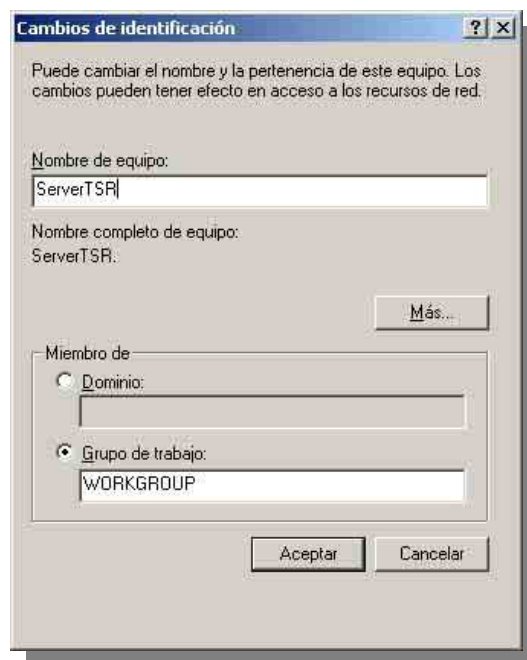 Cambios de identificación
Puede cambiar el nombre y la pertenencia de este equipo. Los
cambios pueden tener efecto en acceso a los recursos de red.
Nombre de equipo:
ServerTSR
Nombre completo de equipo:
ServerTSR.
Más...
Miembro de
Dominio:
Grupo de trabajo:
WORKGROUP
Aceptar
Cancelar